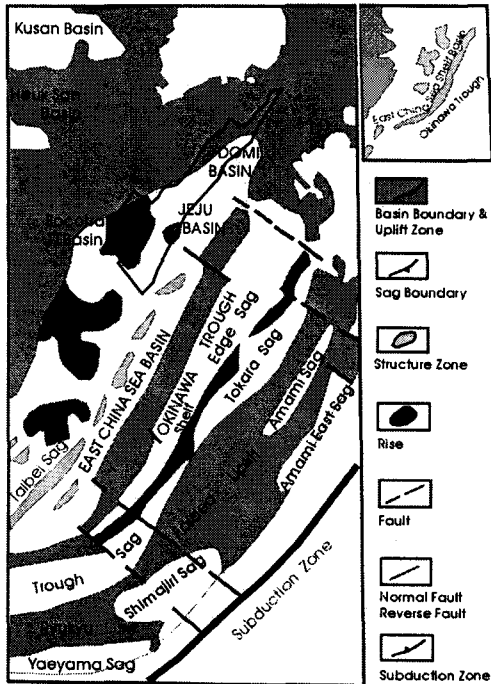 Kusan Basin
Basin
DOMI
BASIN
JEJU
BASIN
Basin
TROUGH
Edge Sag
OKINAWA
Shelf
EAST CHINA SEA BASIN
Tokara Sag
Amami Sag
Amami East Sag
Taibei Sag
Sag
Trough
Shimajiri Sag
Subduction Zone
Yaeyama Sag
East China Sea Shelf Basin
Okinawa Trough
Basin Boundary &
Uplift Zone
Sag Boundary
Structure Zone
Rise
Fault
Normal Fault
Reverse Fault
Subduction Zone